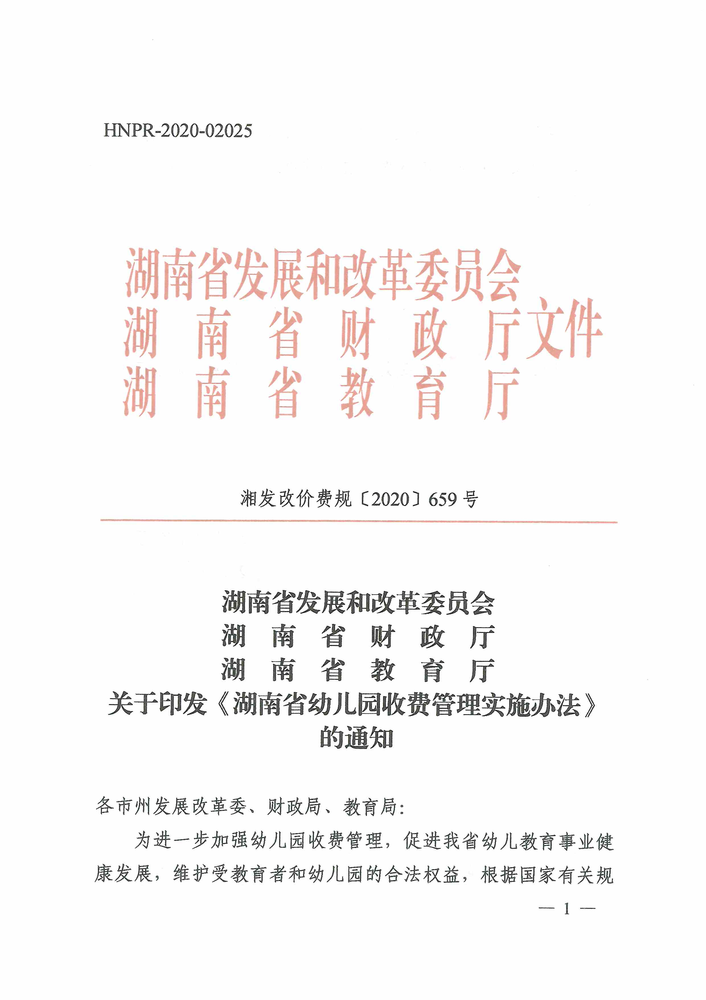 HNPR-2020-02025
湖南省发展和改革委员会
湖南省财政厅文件
湖南省教育厅
湘发改价费规〔2020〕659号
湖南省发展和改革委员会
湖南省财政厅
湖南省教育厅
关于印发《湖南省幼儿园收费管理实施办法》
的通知
各市州发展改革委、财政局、教育局:
为进一步加强幼儿园收费管理，促进我省幼儿教育事业健
康发展，维护受教育者和幼儿园的合法权益，根据国家有关规
— 1 —